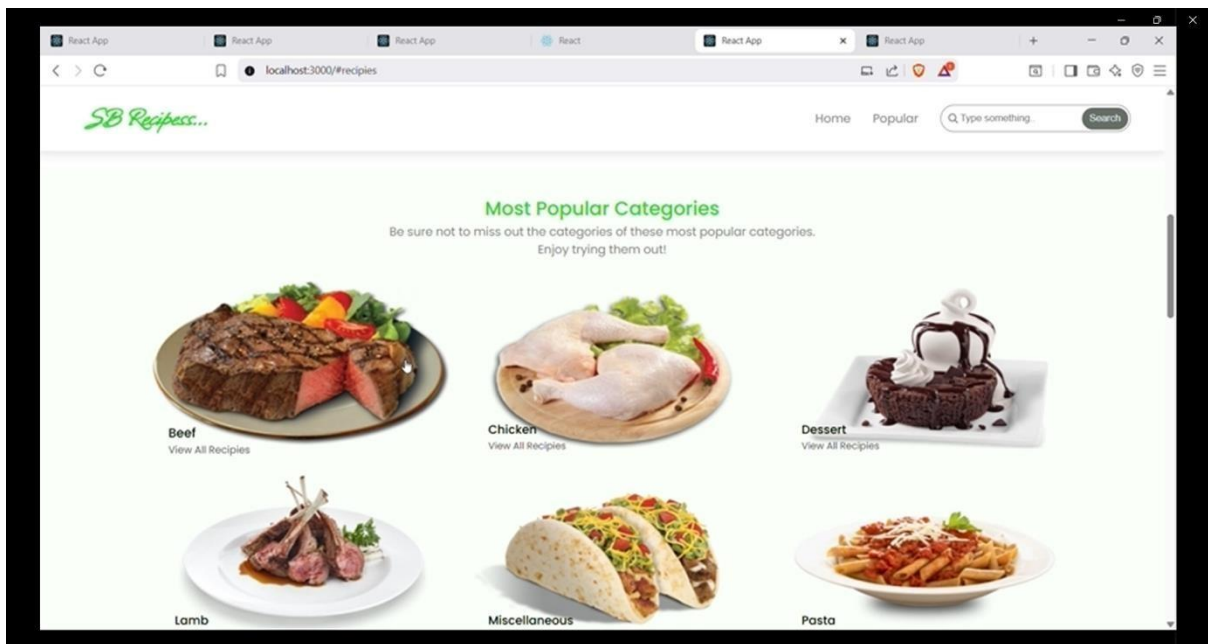 React App
React App
React App
React
React App
React App
localhost:3000/#recipies
SB Recipess...
Home
Popular
Type something..
Search
Most Popular Categories
Be sure not to miss out the categories of these most popular categories.
Enjoy trying them out!
Beef
View All Recipies
Chicken
View All Recipies
Dessert
View All Recipies
Lamb
Miscellaneous
Pasta